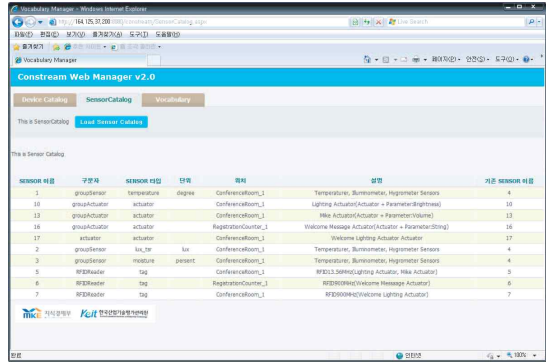 Vocabulary Manager - Windows Internet Explorer
Live Search
파일(F) 편집(E) 보기(V) 즐겨찾기(A) 도구(T) 도움말(H)
즐겨찾기
Vocabulary Manager
페이지(P) 안전(S) 도구(O)
Constream Web Manager v2.0
Device Catalog SensorCatalog Vocabulary
This is SensorCatalog Load Sensor Catalog
This is Sensor Catalog
SENSOR 이름 구분자 SENSOR 타입 단위 위치 설명 기존 SENSOR 이름
1 groupSensor temperature degree ConferenceRoom_1 Temperaturer, Illuminometer, Hygrometer Sensors 4
10 groupActuator actuator ConferenceRoom_1 Lighting Actuator(Actuator + Parameter:Brightness) 10
13 groupActuator actuator ConferenceRoom_1 Mike Actuator(Actuator + Parameter:Volume) 13
16 groupActuator actuator RegistrationCounter_1 Welcome Message Actuator(Actuator + Parameter:String) 16
17 actuator actuator ConferenceRoom_1 Welcome Lighting Actuator Actuator 17
2 groupSensor lux_ter lux ConferenceRoom_1 Temperaturer, Illuminometer, Hygrometer Sensors 4
3 groupSensor moisture persent ConferenceRoom_1 Temperaturer, Illuminometer, Hygrometer Sensors 4
5 RFIDReader tag ConferenceRoom_1 RFID13.56MHz(Lighting Actuator, Mike Actuator) 5
6 RFIDReader tag RegistrationCounter_1 RFID900MHz(Welcome Message Actuator) 6
7 RFIDReader tag ConferenceRoom_1 RFID900MHz(Welcome Lighting Actuator) 7
MKE 지식경제부 Keit 한국산업기술평가관리원
완료 인터넷 100%